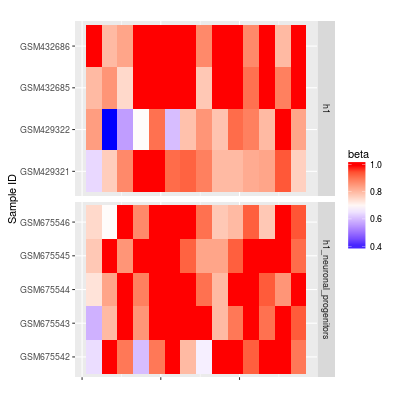 GSM432686
GSM432685
GSM429322
GSM429321
h1
GSM675546
GSM675545
GSM675544
GSM675543
GSM675542
h1_neuronal_progenitors
Sample ID
beta
1.0
0.8
0.6
0.4